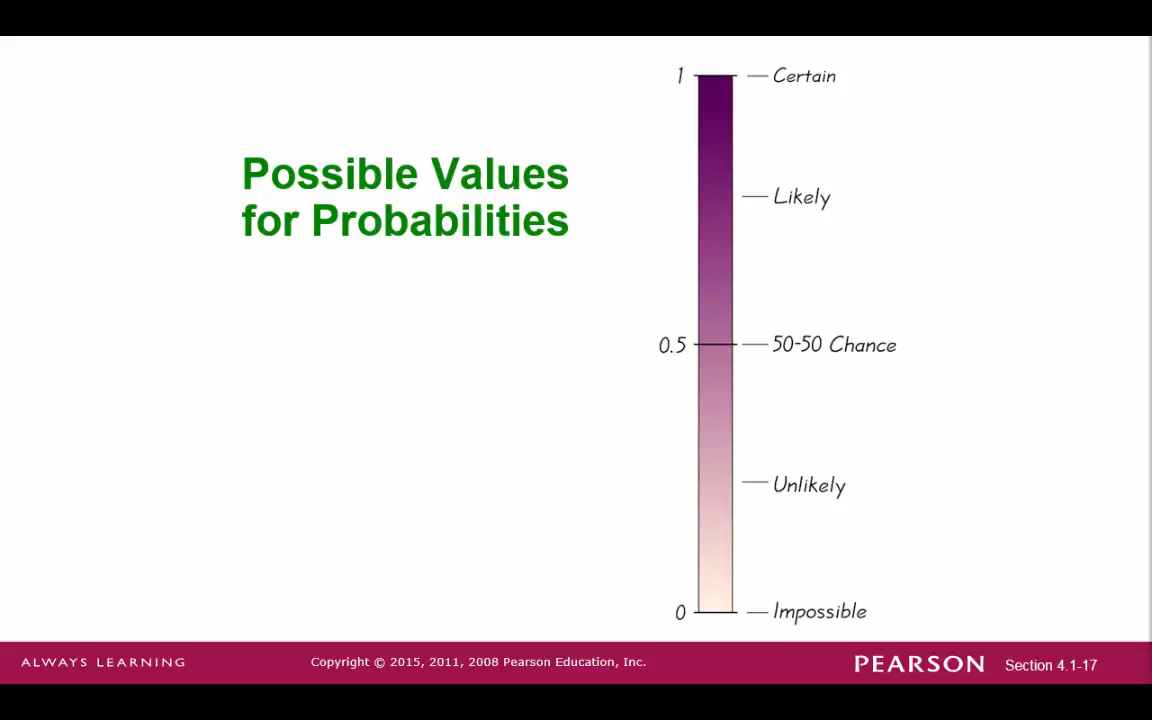 Possible Values
for Probabilities
1 Certain
Likely
0.5 50-50 Chance
Unlikely
0 Impossible
ALWAYS LEARNING Copyright © 2015, 2011, 2008 Pearson Education, Inc. PEARSON Section 4.1-17